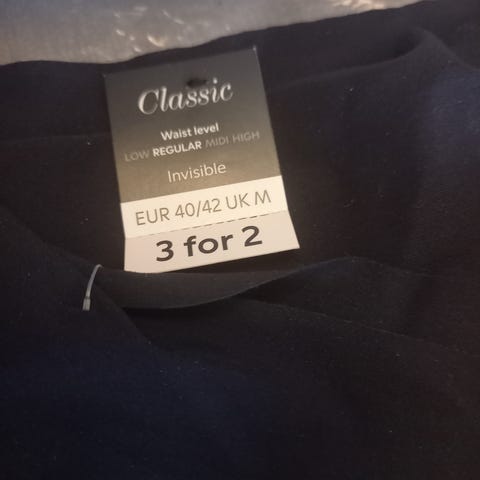 Classic
Waist level
LOW REGULAR MIDI HIGH
Invisible
EUR 40/42 UK M
3 for 2